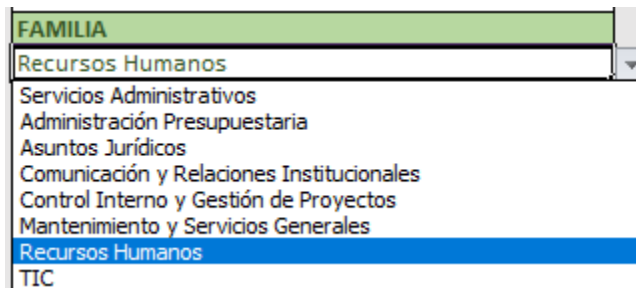 FAMILIA
Recursos Humanos
Servicios Administrativos
Administración Presupuestaria
Asuntos Jurídicos
Comunicación y Relaciones Institucionales
Control Interno y Gestión de Proyectos
Mantenimiento y Servicios Generales
Recursos Humanos
TIC